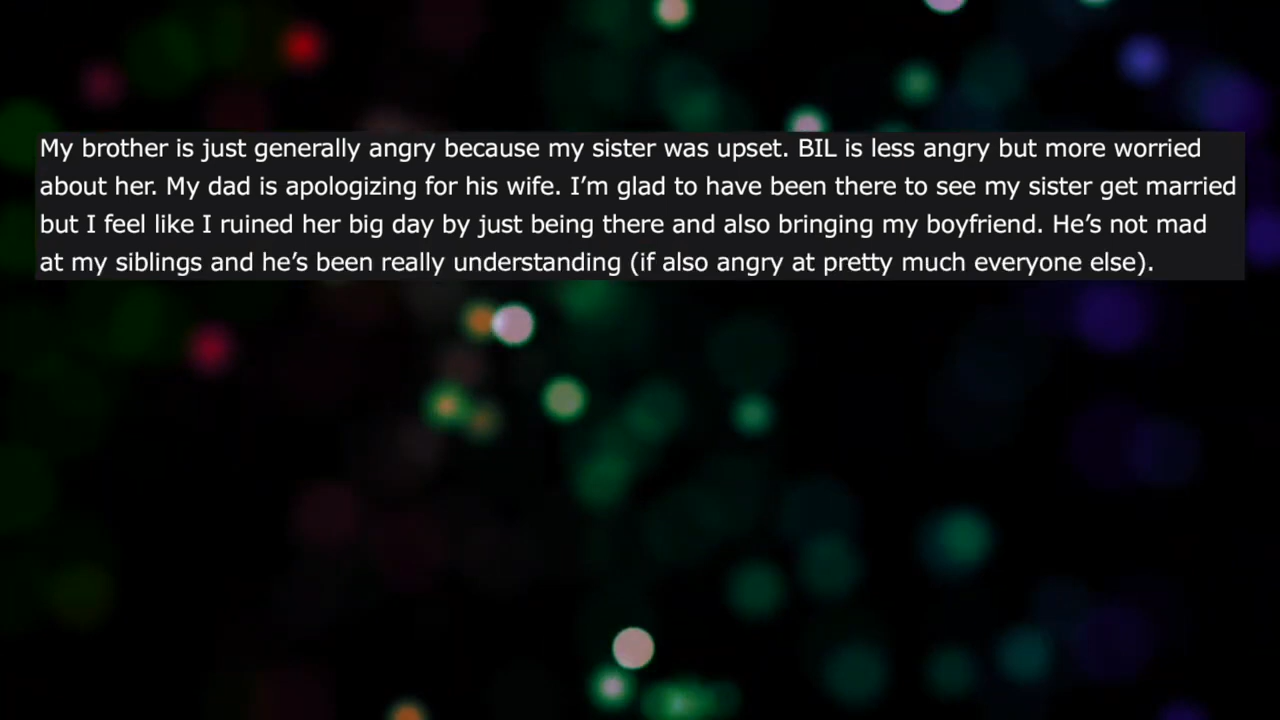 My brother is just generally angry because my sister was upset. BIL is less angry but more worried
about her. My dad is apologizing for his wife. I’m glad to have been there to see my sister get married
but I feel like I ruined her big day by just being there and also bringing my boyfriend. He’s not mad
at my siblings and he’s been really understanding (if also angry at pretty much everyone else).